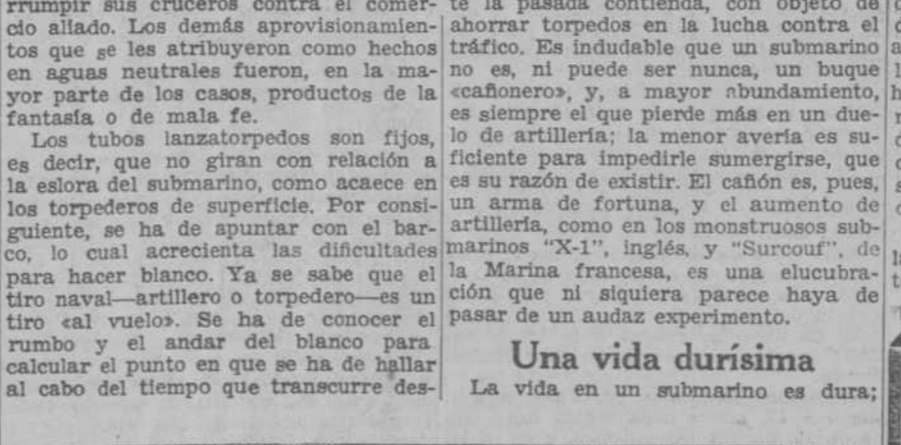 rrumpir sus cruceros contra el comer-
cio aliado. Los demás aprovisionamien-
tos que se les atribuyeron como hechos
en aguas neutrales fueron, en la ma-
yor parte de los casos, productos de la
fantasía o de mala fe.
Los tubos lanzatorpedos son fijos,
es decir, que no giran con relación a
la eslora del submarino, como acaece en
los torpederos de superficie. Por consi-
guiente, se ha de apuntar con el bar-
co, lo cual acrecienta las dificultades
para hacer blanco. Ya se sabe que el
tiro naval—artillero o torpedero—es un
tiro «al vuelo». Se ha de conocer el
rumbo y el andar del blanco para
calcular el punto en que se ha de hallar
al cabo del tiempo que transcurre des-
te la pasada contienda, con objeto de
ahorrar torpedos en la lucha contra el
tráfico. Es indudable que un submarino
no es, ni puede ser nunca, un buque
«cañonero», y, a mayor abundamiento,
es siempre el que pierde más en un due-
lo de artillería; la menor avería es su-
ficiente para impedirle sumergirse, que
es su razón de existir. El cañón es, pues,
un arma de fortuna, y el aumento de
artillería, como en los monstruosos sub-
marinos "X-1", inglés, y "Surcouf", de
la Marina francesa, es una elucubra-
ción que ni siquiera parece haya de
pasar de un audaz experimento.
Una vida durísima
La vida en un submarino es dura;